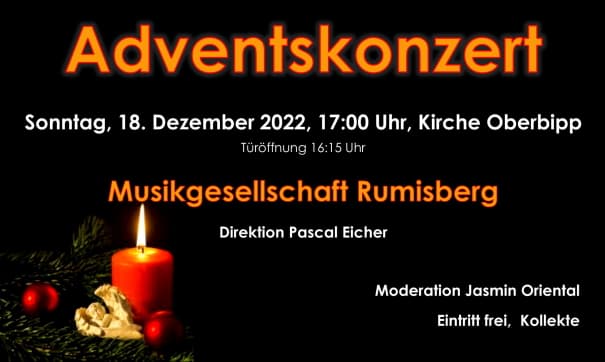 Adventskonzert
Sonntag, 18. Dezember 2022, 17:00 Uhr, Kirche Oberbipp
Türöffnung 16:15 Uhr
Musikgesellschaft Rumisberg
Direktion Pascal Eicher
Moderation Jasmin Oriental
Eintritt frei, Kollekte